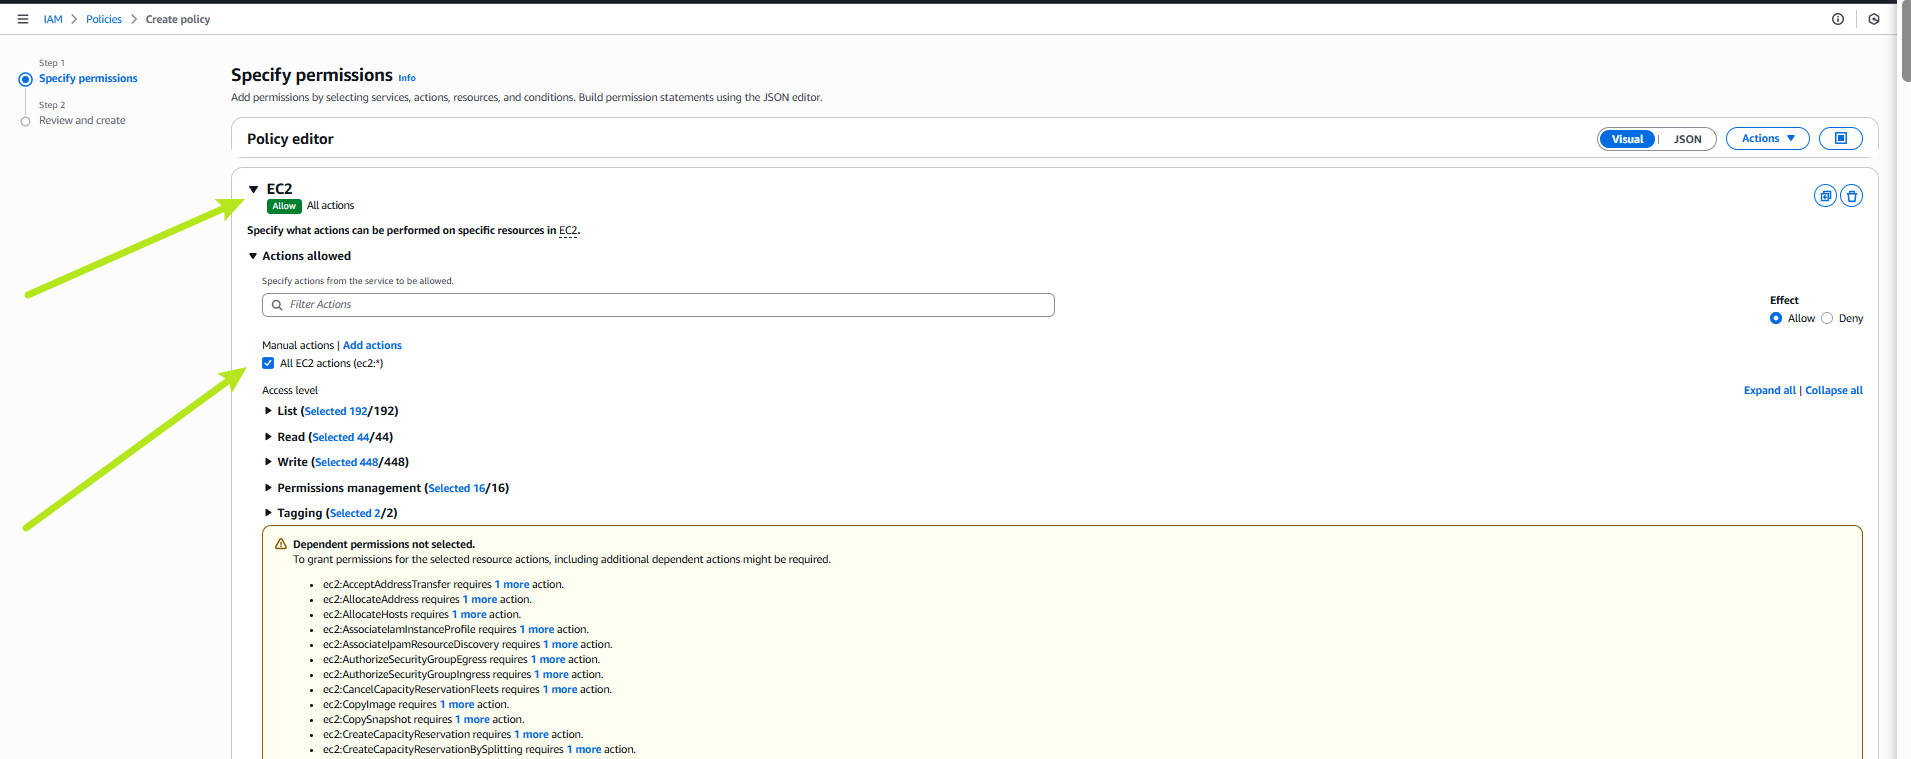 IAM > Policies > Create policy
Step 1
Specify permissions
Step 2
Review and create
Specify permissions Info
Add permissions by selecting services, actions, resources, and conditions. Build permission statements using the JSON editor.
Policy editor
Visual | JSON
Actions
EC2
Allow All actions
Specify what actions can be performed on specific resources in EC2.
Actions allowed
Specify actions from the service to be allowed.
Filter Actions
Effect
Allow Deny
Manual actions | Add actions
All EC2 actions (ec2:*)
Access level
Expand all | Collapse all
List (Selected 192/192)
Read (Selected 44/44)
Write (Selected 448/448)
Permissions management (Selected 16/16)
Tagging (Selected 2/2)
Dependent permissions not selected.
To grant permissions for the selected resource actions, including additional dependent actions might be required.
• ec2:AcceptAddressTransfer requires 1 more action.
• ec2:AllocateAddress requires 1 more action.
• ec2:AllocateHosts requires 1 more action.
• ec2:AssociateIamInstanceProfile requires 1 more action.
• ec2:AssociateIpamResourceDiscovery requires 1 more action.
• ec2:AuthorizeSecurityGroupEgress requires 1 more action.
• ec2:AuthorizeSecurityGroupIngress requires 1 more action.
• ec2:CancelCapacityReservationFleets requires 1 more action.
• ec2:CopyImage requires 1 more action.
• ec2:CopySnapshot requires 1 more action.
• ec2:CreateCapacityReservation requires 1 more action.
• ec2:CreateCapacityReservationBySplitting requires 1 more action.